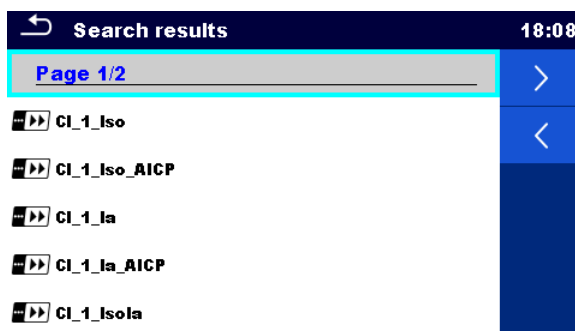 Search results 18:08
Page 1/2
CI_1_Iso
CI_1_Iso_AICP
CI_1_Ia
CI_1_Ia_AICP
CI_1_IsoIa